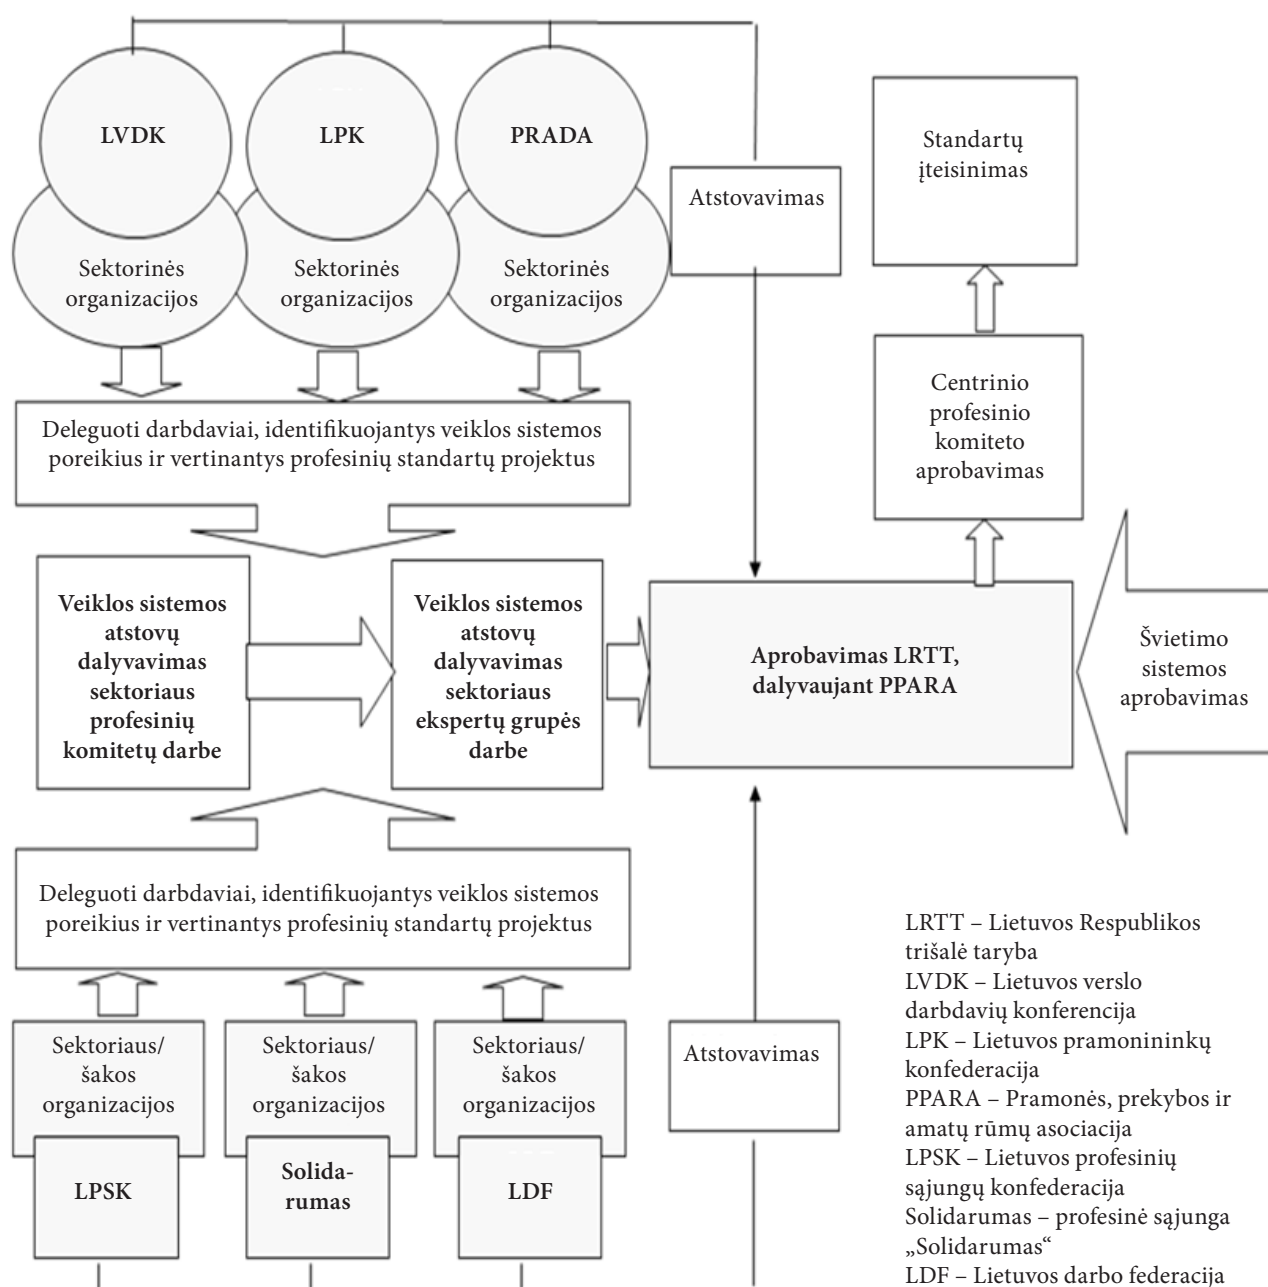 LVDK
LPK
PRADA
Sektorinės
organizacijos
Sektorinės
organizacijos
Sektorinės
organizacijos
Atstovavimas
Standartų
įteisinimas
Deleguoti darbdaviai, identifikuojantys veiklos sistemos
poreikius ir vertinantys profesinių standartų projektus
Centrinio
profesinio
komiteto
aprobavimas
Veiklos sistemos
atstovų
dalyvavimas
sektoriaus
profesinių
komitetų darbe
Veiklos sistemos
atstovų
dalyvavimas
sektoriaus
ekspertų grupės
darbe
Aprobavimas LRTT,
dalyvaujant PPARA
Švietimo
sistemos
aprobavimas
Deleguoti darbdaviai, identifikuojantys veiklos sistemos
poreikius ir vertinantys profesinių standartų projektus
Sektoriaus/
šakos
organizacijos
Sektoriaus/
šakos
organizacijos
Sektoriaus/
šakos
organizacijos
Atstovavimas
LPSK
Solida-
rumas
LDF
LRTT – Lietuvos Respublikos
trišalė taryba
LVDK – Lietuvos verslo
darbdavių konferencija
LPK – Lietuvos pramonininkų
konfederacija
PPARA – Pramonės, prekybos ir
amatų rūmų asociacija
LPSK – Lietuvos profesinių
sąjungų konfederacija
Solidarumas – profesinė sąjunga
„Solidarumas“
LDF – Lietuvos darbo federacija